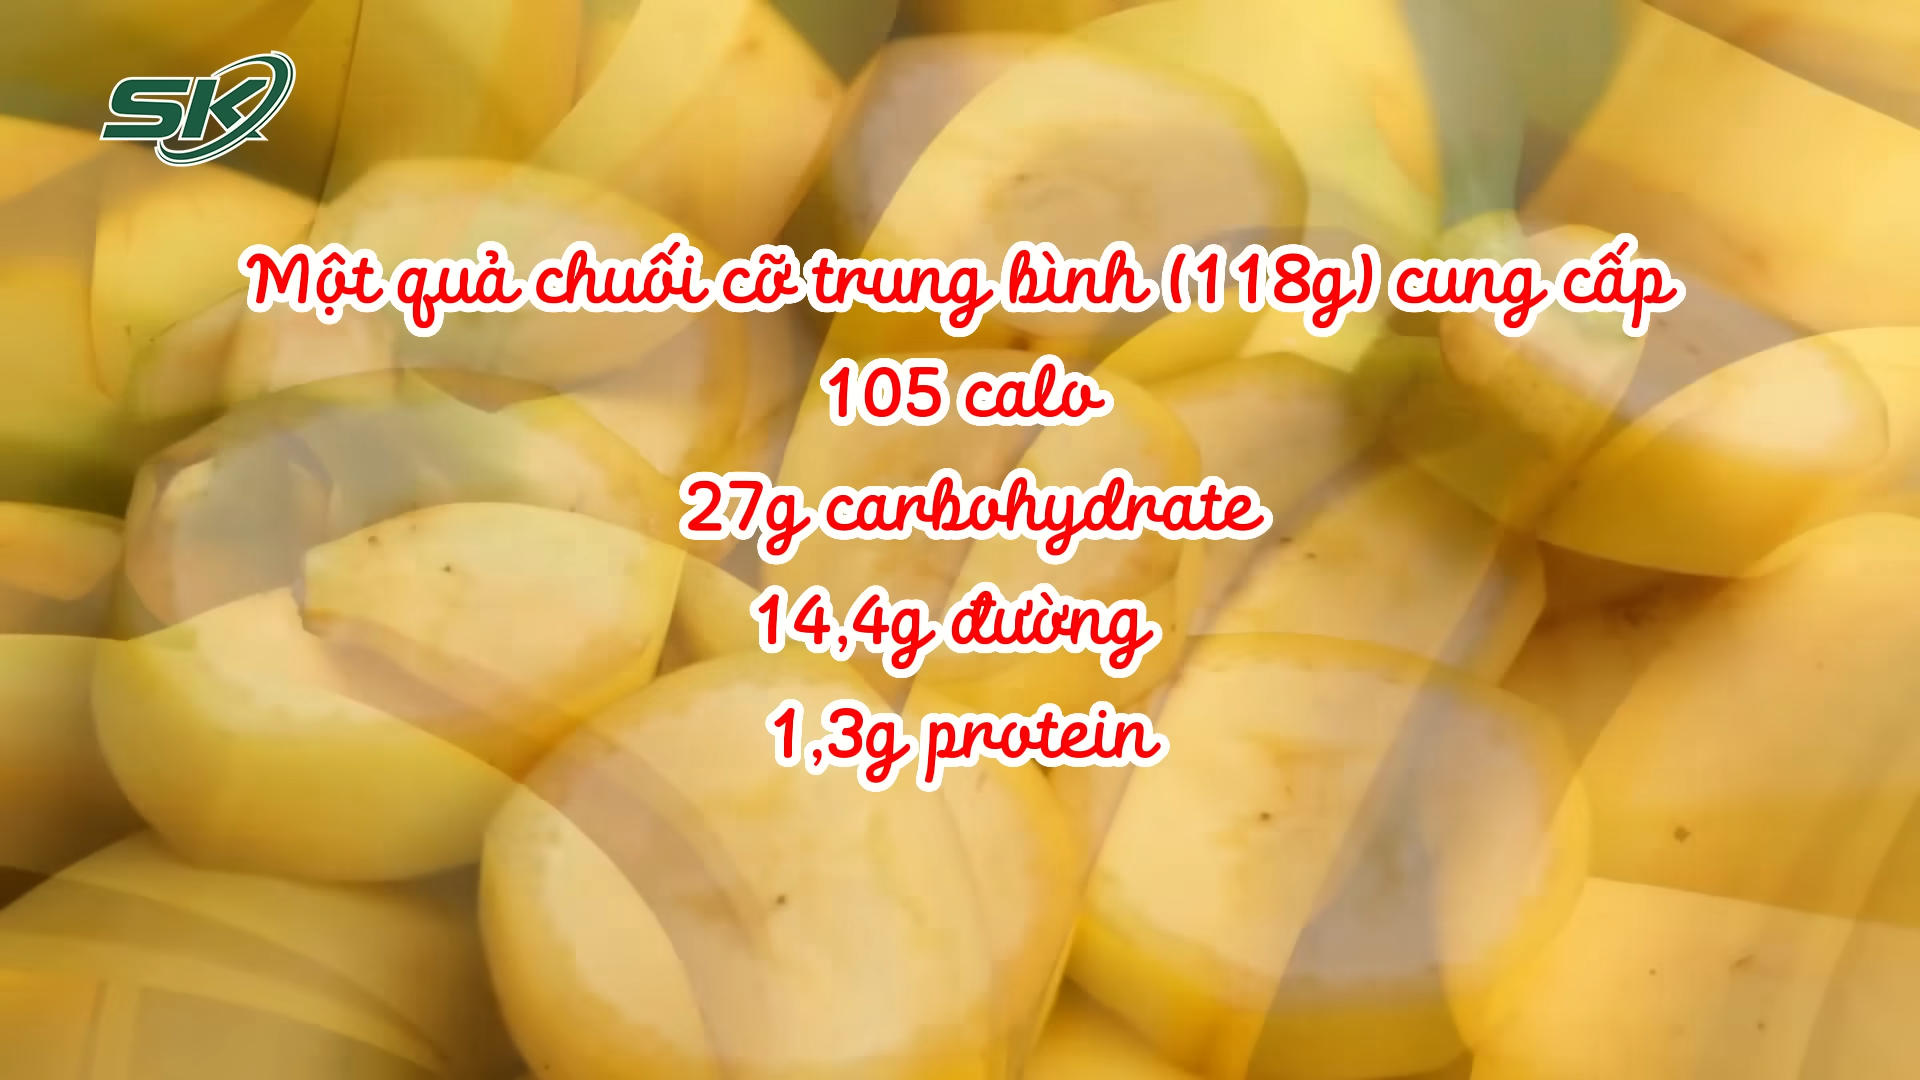 SK
Một quả chuối cỡ trung bình (118g) cung cấp
105 calo
27g carbohydrate
14,4g đường
1,3g protein